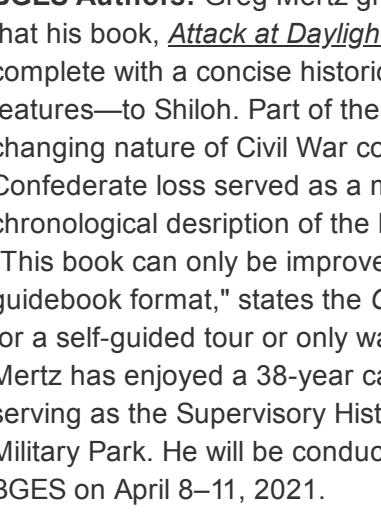 BGES Authors: Greg Mertz gr
that his book, Attack at Dayligh
complete with a concise historic
features—to Shiloh. Part of the
changing nature of Civil War co
Confederate loss served as a m
chronological desription of the
"This book can only be improve
guidebook format," states the
for a self-guided tour or only wa
Mertz has enjoyed a 38-year ca
serving as the Supervisory Hist
Military Park. He will be conduc
BGES on April 8–11, 2021.